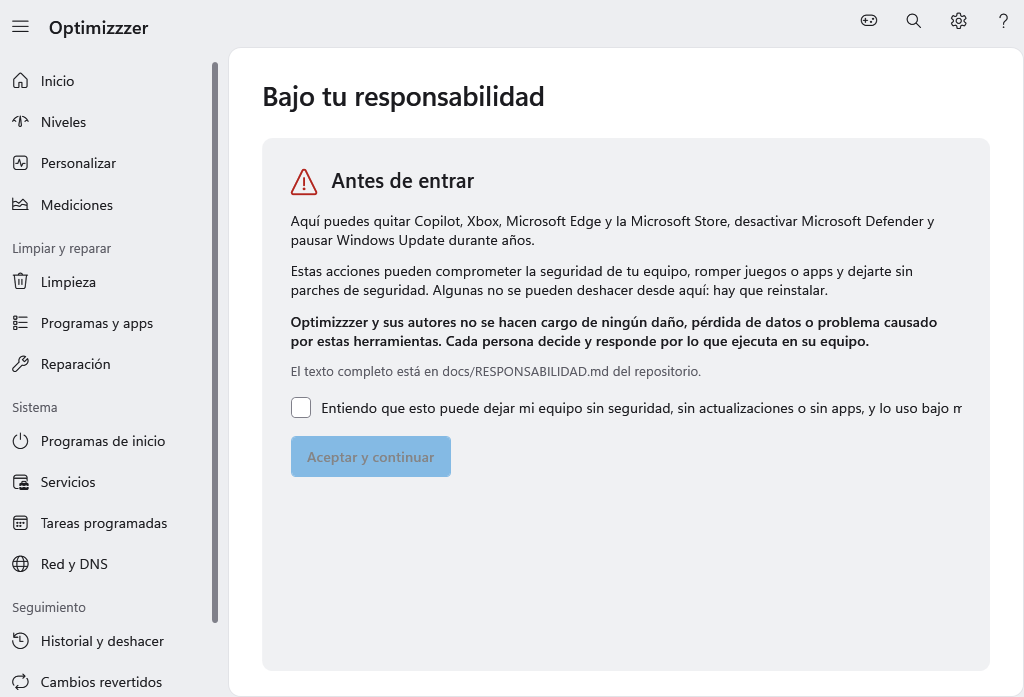 Optimizzzer
Inicio
Niveles
Personalizar
Mediciones
Limpiar y reparar
Limpieza
Programas y apps
Reparación
Sistema
Programas de inicio
Servicios
Tareas programadas
Red y DNS
Seguimiento
Historial y deshacer
Cambios revertidos
Bajo tu responsabilidad
Antes de entrar
Aquí puedes quitar Copilot, Xbox, Microsoft Edge y la Microsoft Store, desactivar Microsoft Defender y
pausar Windows Update durante años.
Estas acciones pueden comprometer la seguridad de tu equipo, romper juegos o apps y dejarte sin
parches de seguridad. Algunas no se pueden deshacer desde aquí: hay que reinstalar.
Optimizzzer y sus autores no se hacen cargo de ningún daño, pérdida de datos o problema causado
por estas herramientas. Cada persona decide y responde por lo que ejecuta en su equipo.
El texto completo está en docs/RESPONSABILIDAD.md del repositorio.
Entiendo que esto puede dejar mi equipo sin seguridad, sin actualizaciones o sin apps, y lo uso bajo
Aceptar y continuar